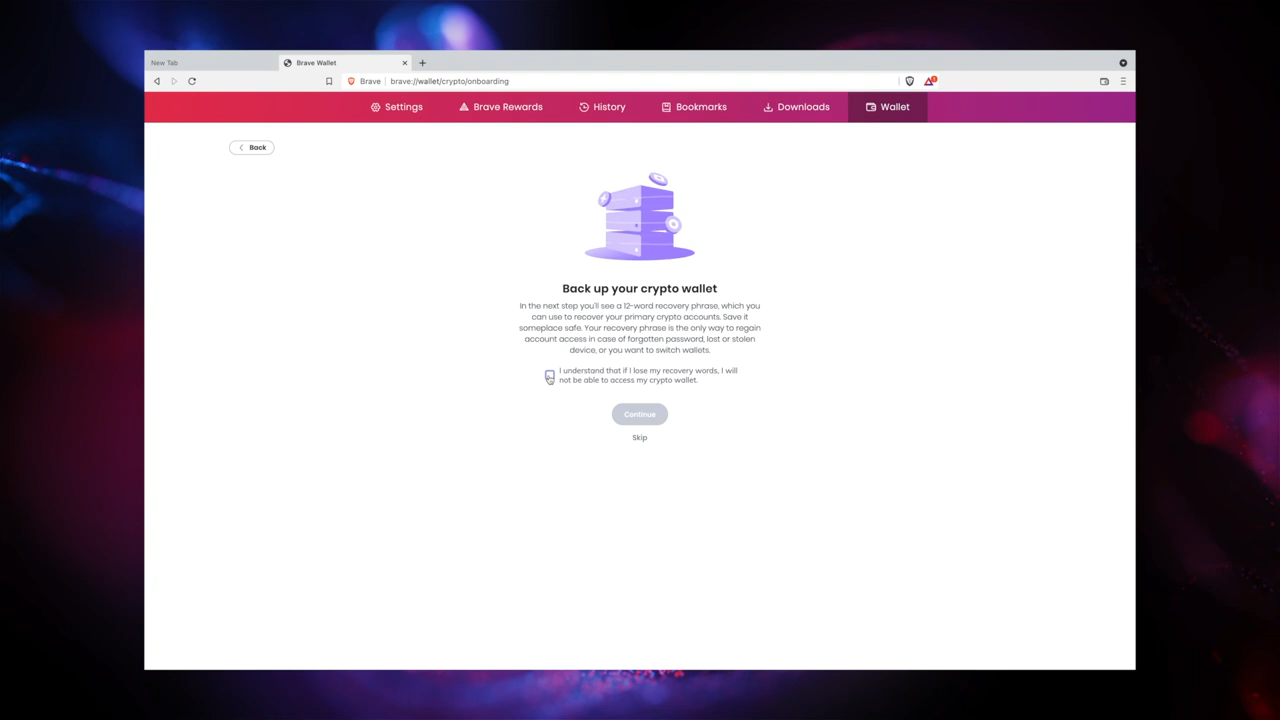 New Tab
Brave Wallet
Brave
brave://wallet/crypto/onboarding
Settings
Brave Rewards
History
Bookmarks
Downloads
Wallet
Back
Back up your crypto wallet
In the next step you'll see a 12-word recovery phrase, which you
can use to recover your primary crypto accounts. Save it
someplace safe. Your recovery phrase is the only way to regain
account access in case of forgotten password, lost or stolen
device, or you want to switch wallets.
I understand that if I lose my recovery words, I will
not be able to access my crypto wallet.
Continue
Skip